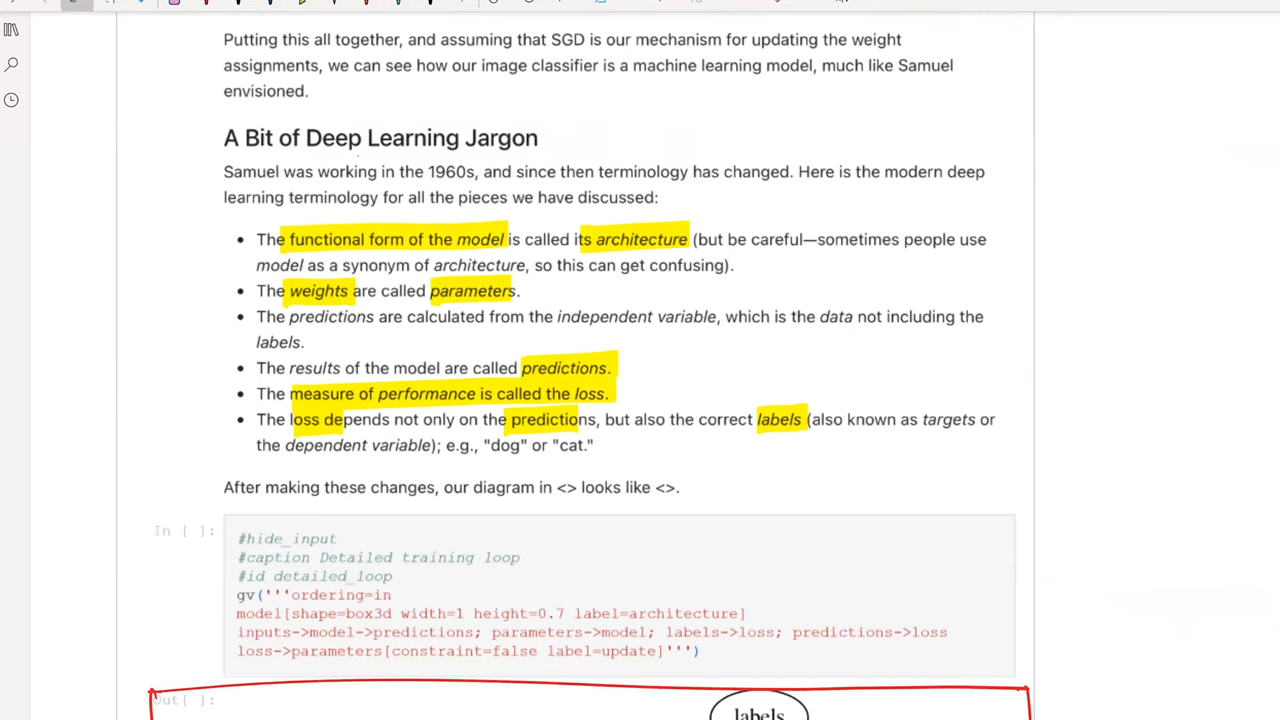 Putting this all together, and assuming that SGD is our mechanism for updating the weight
assignments, we can see how our image classifier is a machine learning model, much like Samuel
envisioned.
A Bit of Deep Learning Jargon
Samuel was working in the 1960s, and since then terminology has changed. Here is the modern deep
learning terminology for all the pieces we have discussed:
• The functional form of the model is called its architecture (but be careful—sometimes people use
model as a synonym of architecture, so this can get confusing).
• The weights are called parameters.
• The predictions are calculated from the independent variable, which is the data not including the
labels.
• The results of the model are called predictions.
• The measure of performance is called the loss.
• The loss depends not only on the predictions, but also the correct labels (also known as targets or
the dependent variable); e.g., "dog" or "cat."
After making these changes, our diagram in <> looks like <>.
In [ ]:
#hide_input
#caption Detailed training loop
#id detailed_loop
gv('''ordering=in
model[shape=box3d width=1 height=0.7 label=architecture]
inputs->model->predictions; parameters->model; labels->loss; predictions->loss
loss->parameters[constraint=false label=update]''')
Out[ ]:
labels